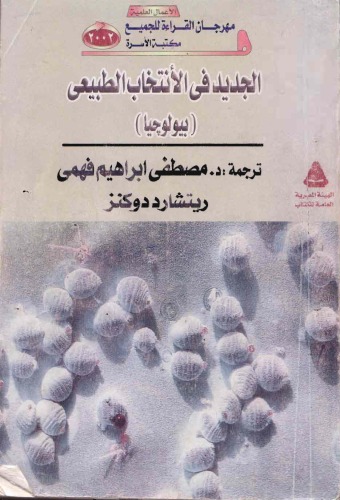 الأعمال العلمية
مهرجان القراءة للجميع
٢٠٠٢
مكتبة الأسرة
الجديد فى الأنتخاب الطبيعى
(بيولوچيا)
ترجمة: د. مصطفى ابراهيم فهمى
ريتشارد دوكنز
الهيئة المصرية
العامة للكتاب